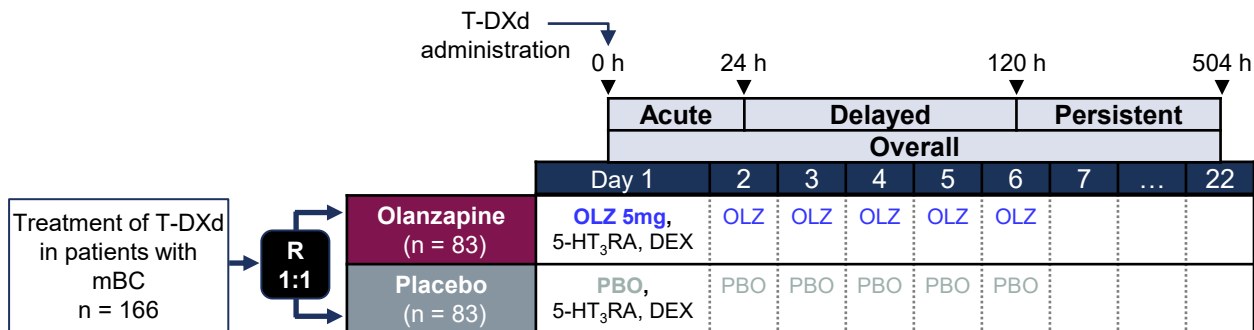 T-DXd
administration
0 h 24 h 120 h 504 h
Acute Delayed Persistent
Overall
Day 1 2 3 4 5 6 7 … 22
Treatment of T-DXd
in patients with
mBC
n = 166
R
1:1
Olanzapine
(n = 83)
OLZ 5mg,
5-HT₃RA, DEX
OLZ OLZ OLZ OLZ OLZ
Placebo
(n = 83)
PBO,
5-HT₃RA, DEX
PBO PBO PBO PBO PBO